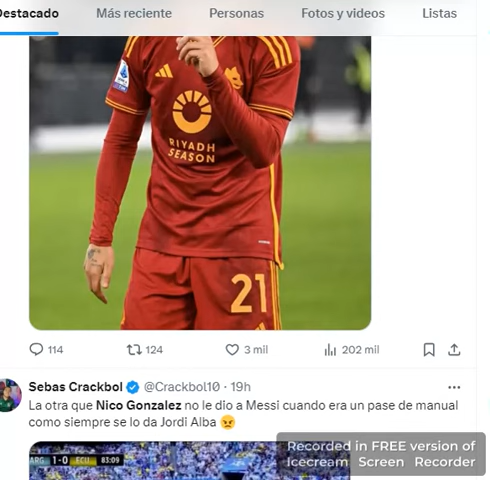 Destacado Más reciente Personas Fotos y videos Listas
RIYADH
SEASON
21
114 124 3 mil 202 mil
Sebas Crackbol @Crackbol10 · 19h
La otra que Nico Gonzalez no le dio a Messi cuando era un pase de manual
como siempre se lo da Jordi Alba 😡
ARG 1-0 ECU 83:09
Recorded in FREE version of
Icecream Screen Recorder